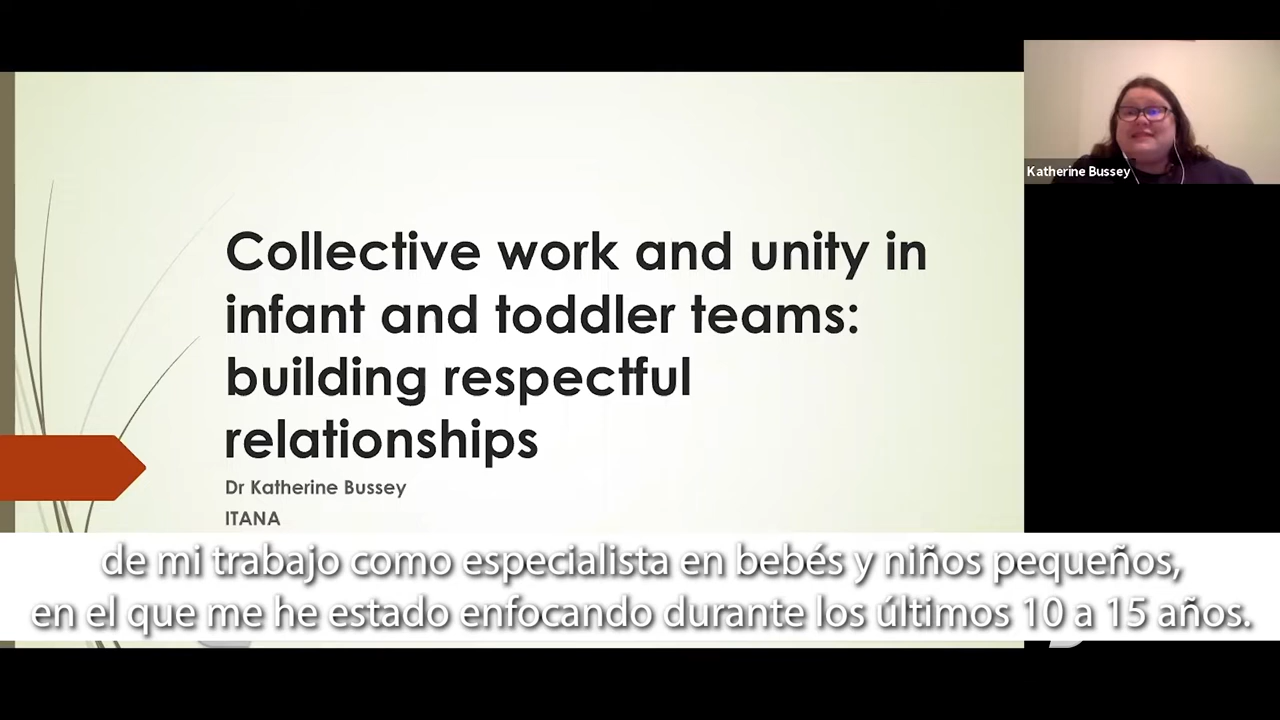 Katherine Bussey
Collective work and unity in
infant and toddler teams:
building respectful
relationships
Dr Katherine Bussey
ITANA
de mi trabajo como especialista en bebés y niños pequeños,
en el que me he estado enfocando durante los últimos 10 a 15 años.